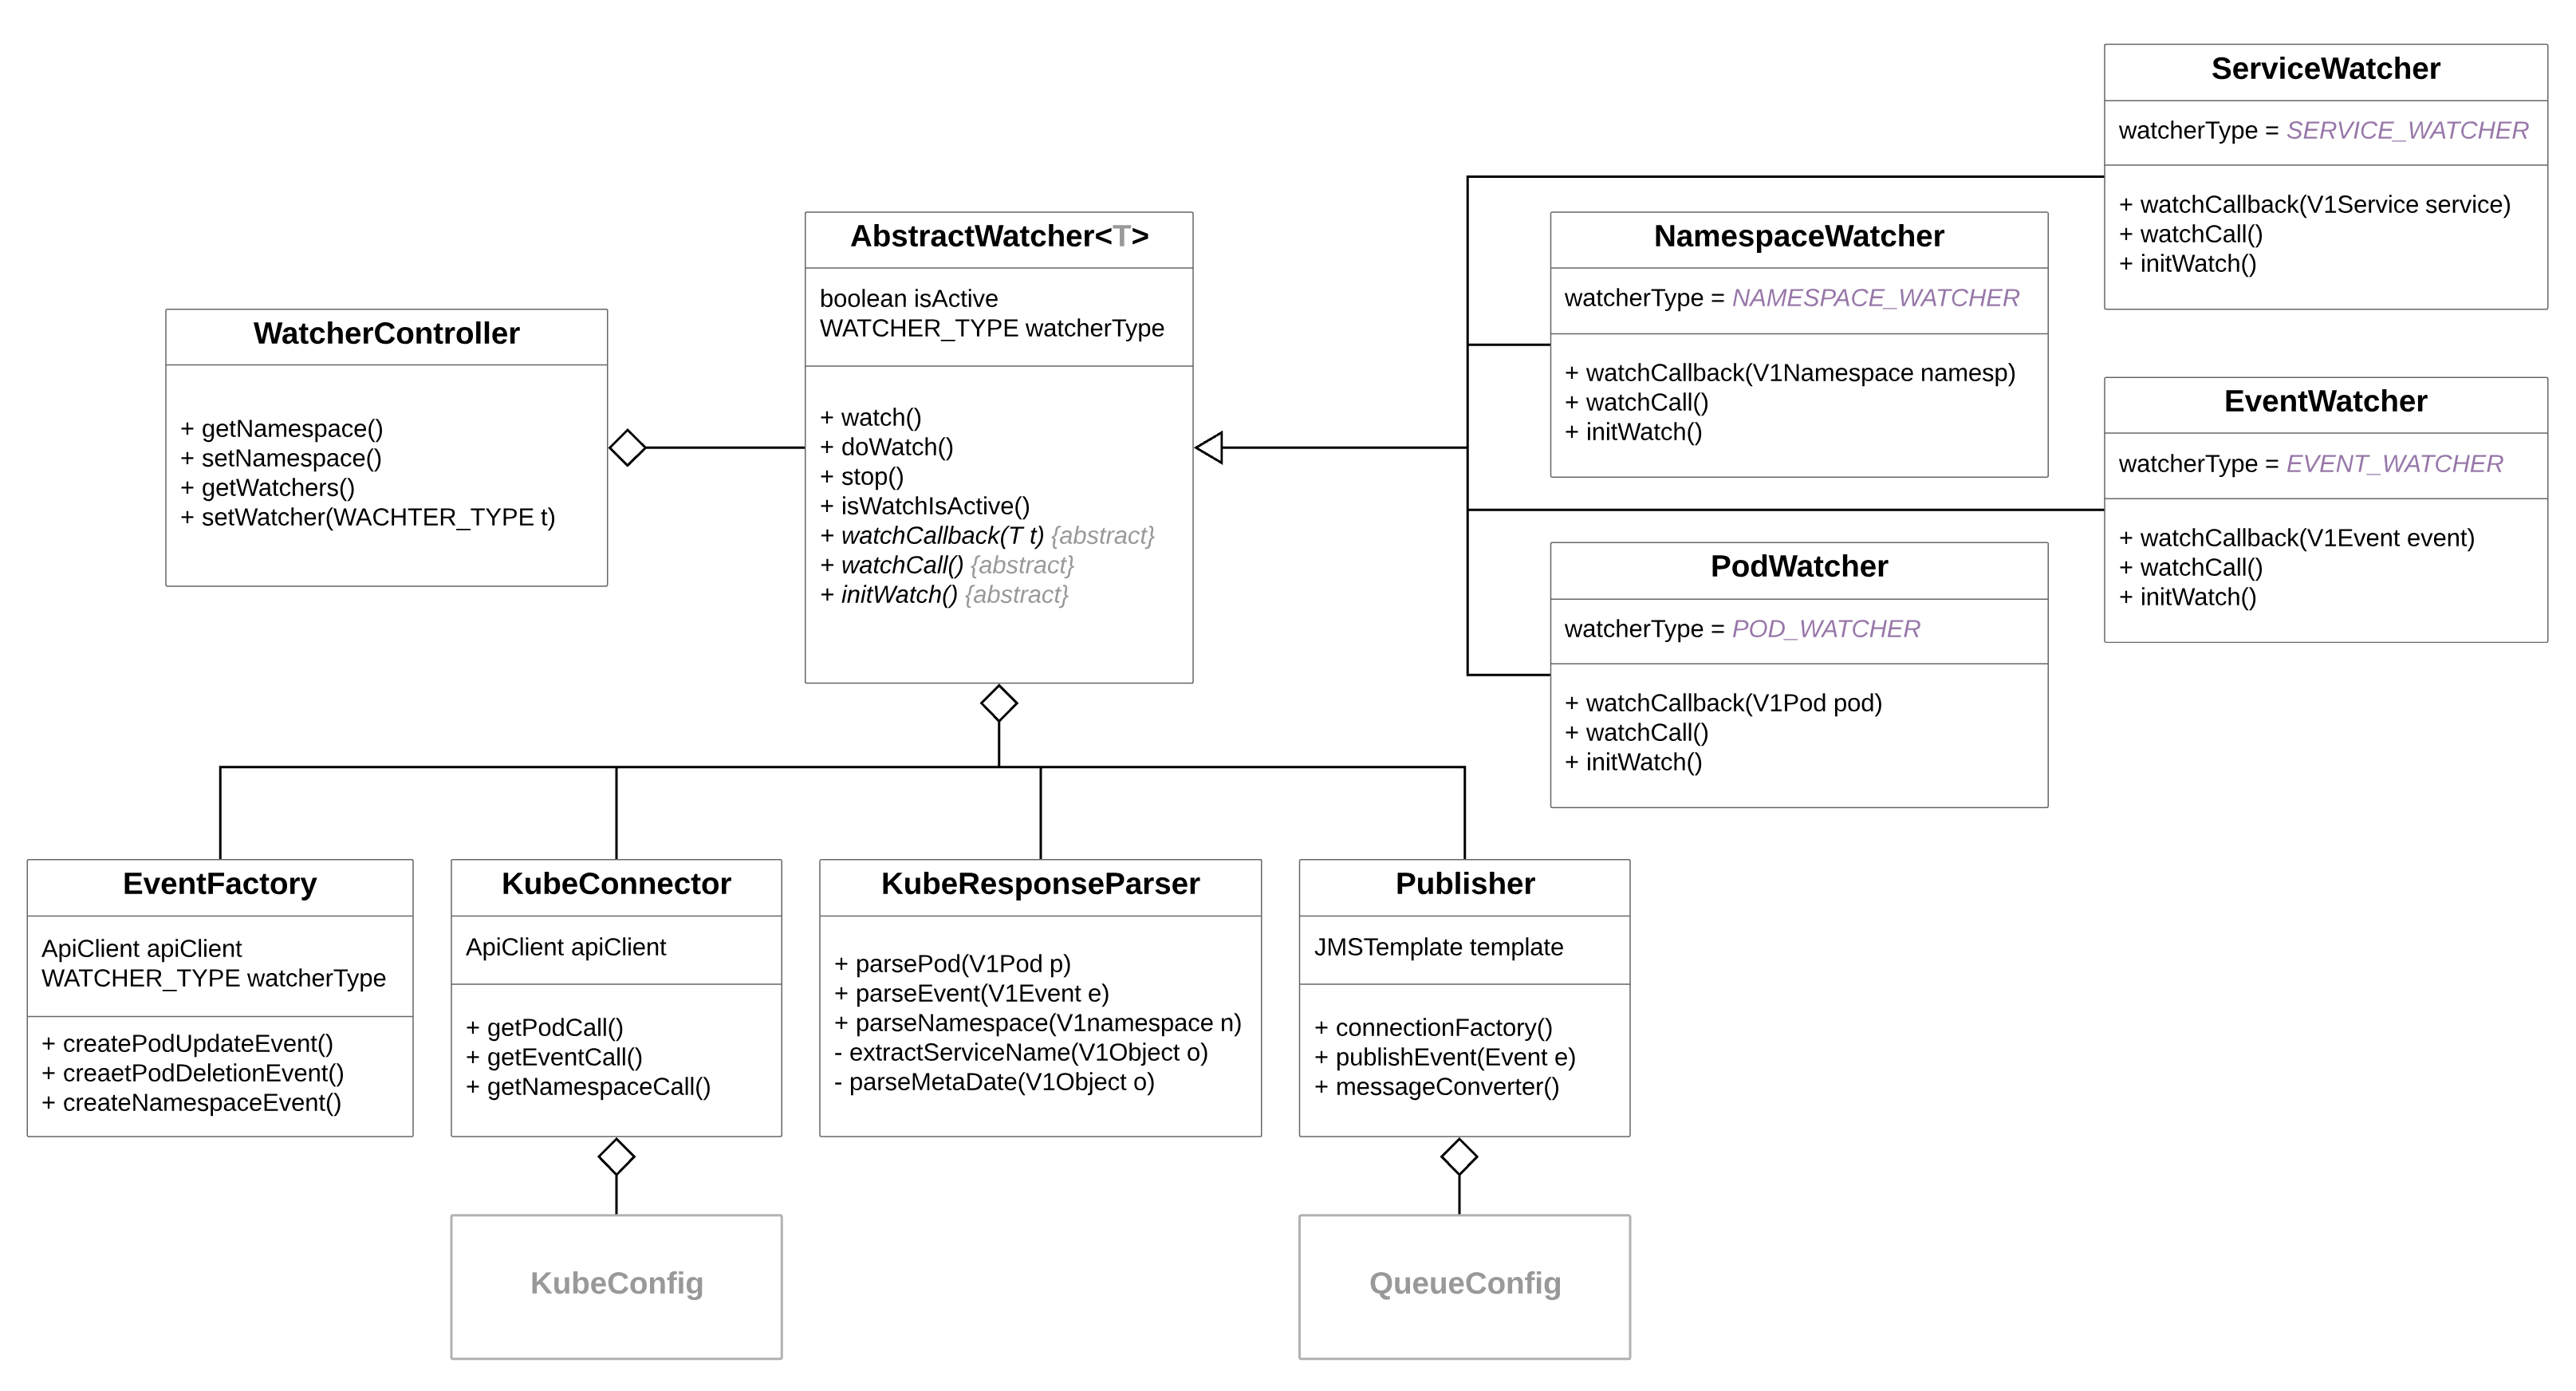 ServiceWatcher
watcherType = SERVICE_WATCHER
+ watchCallback(V1Service service)
+ watchCall()
+ initWatch()
AbstractWatcher<T>
boolean isActive
WATCHER_TYPE watcherType
+ watch()
+ doWatch()
+ stop()
+ isWatchIsActive()
+ watchCallback(T t) {abstract}
+ watchCall() {abstract}
+ initWatch() {abstract}
NamespaceWatcher
watcherType = NAMESPACE_WATCHER
+ watchCallback(V1Namespace namesp)
+ watchCall()
+ initWatch()
WatcherController
+ getNamespace()
+ setNamespace()
+ getWatchers()
+ setWatcher(WACHTER_TYPE t)
EventWatcher
watcherType = EVENT_WATCHER
+ watchCallback(V1Event event)
+ watchCall()
+ initWatch()
PodWatcher
watcherType = POD_WATCHER
+ watchCallback(V1Pod pod)
+ watchCall()
+ initWatch()
EventFactory
ApiClient apiClient
WATCHER_TYPE watcherType
+ createPodUpdateEvent()
+ creaetPodDeletionEvent()
+ createNamespaceEvent()
KubeConnector
ApiClient apiClient
+ getPodCall()
+ getEventCall()
+ getNamespaceCall()
KubeResponseParser
+ parsePod(V1Pod p)
+ parseEvent(V1Event e)
+ parseNamespace(V1namespace n)
- extractServiceName(V1Object o)
- parseMetaDate(V1Object o)
Publisher
JMSTemplate template
+ connectionFactory()
+ publishEvent(Event e)
+ messageConverter()
KubeConfig
QueueConfig